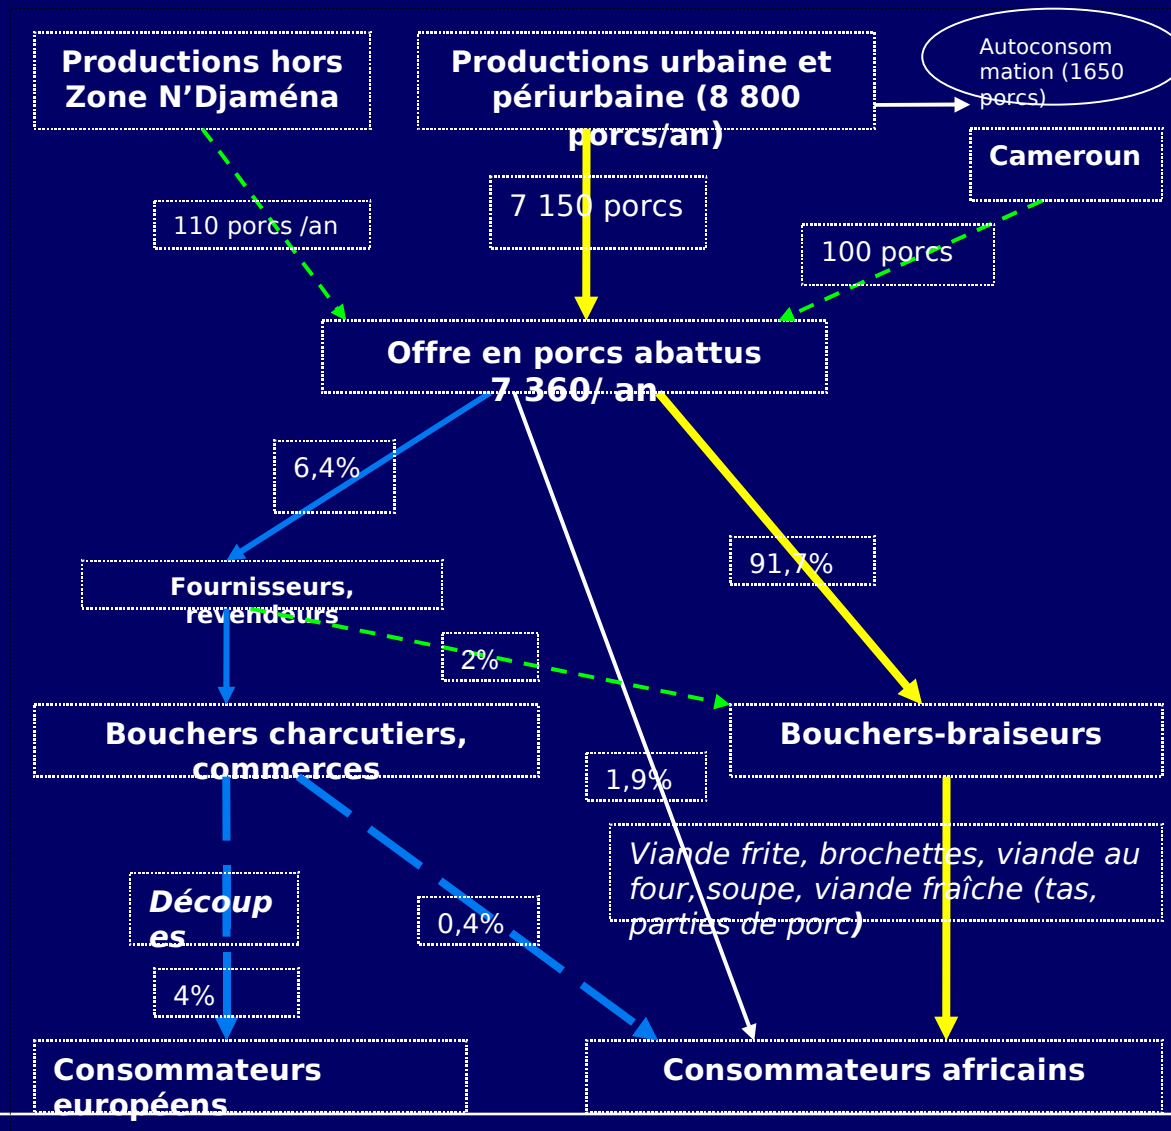 Productions hors
Zone N’Djaména
Productions urbaine et
périurbaine (8 800
porcs/an)
Autoconsom
mation (1650
porcs)
Cameroun
110 porcs /an
7 150 porcs
100 porcs
Offre en porcs abattus
7 360/ an
6,4%
91,7%
Fournisseurs,
revendeurs
2%
Bouchers charcutiers,
commerces
Bouchers-braiseurs
1,9%
Viande frite, brochettes, viande au
four, soupe, viande fraîche (tas,
parties de porc)
Découp
es
0,4%
4%
Consommateurs
européens
Consommateurs africains